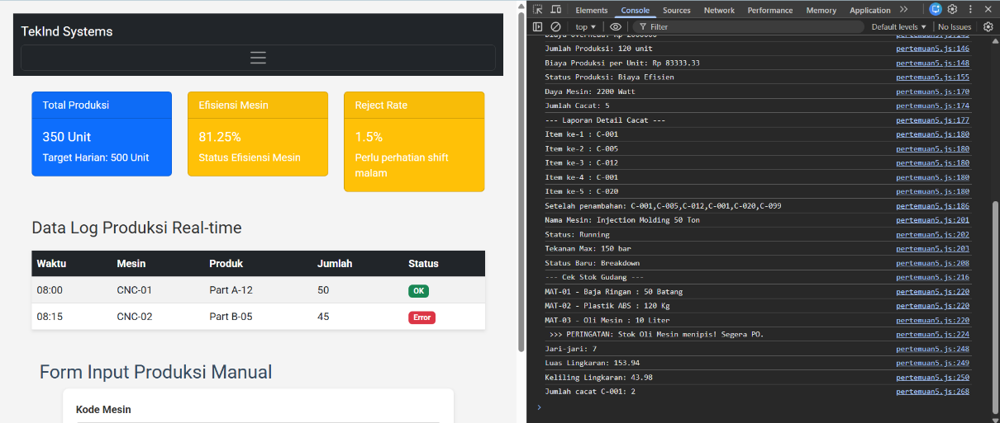 TekInd Systems
Total Produksi
350 Unit
Target Harian: 500 Unit
Efisiensi Mesin
81.25%
Status Efisiensi Mesin
Reject Rate
1.5%
Perlu perhatian shift
malam
Data Log Produksi Real-time
Waktu Mesin Produk Jumlah Status
08:00 CNC-01 Part A-12 50 OK
08:15 CNC-02 Part B-05 45 Error
Form Input Produksi Manual
Kode Mesin
Elements Console Sources Network Performance Memory Application
top Filter Default levels No Issues
Biaya Overhead: Rp 2000000 pertemuan5.js:145
Jumlah Produksi: 120 unit pertemuan5.js:146
Biaya Produksi per Unit: Rp 83333.33 pertemuan5.js:148
Status Produksi: Biaya Efisien pertemuan5.js:155
Daya Mesin: 2200 Watt pertemuan5.js:170
Jumlah Cacat: 5 pertemuan5.js:174
--- Laporan Detail Cacat --- pertemuan5.js:177
Item ke-1 : C-001 pertemuan5.js:180
Item ke-2 : C-005 pertemuan5.js:180
Item ke-3 : C-012 pertemuan5.js:180
Item ke-4 : C-001 pertemuan5.js:180
Item ke-5 : C-020 pertemuan5.js:180
Setelah penambahan: C-001,C-005,C-012,C-001,C-020,C-099 pertemuan5.js:186
Nama Mesin: Injection Molding 50 Ton pertemuan5.js:201
Status: Running pertemuan5.js:202
Tekanan Max: 150 bar pertemuan5.js:203
Status Baru: Breakdown pertemuan5.js:208
--- Cek Stok Gudang --- pertemuan5.js:216
MAT-01 - Baja Ringan : 50 Batang pertemuan5.js:220
MAT-02 - Plastik ABS : 120 Kg pertemuan5.js:220
MAT-03 - Oli Mesin : 10 Liter pertemuan5.js:220
>>> PERINGATAN: Stok Oli Mesin menipis! Segera PO. pertemuan5.js:224
Jari-jari: 7 pertemuan5.js:248
Luas Lingkaran: 153.94 pertemuan5.js:249
Keliling Lingkaran: 43.98 pertemuan5.js:250
Jumlah cacat C-001: 2 pertemuan5.js:268